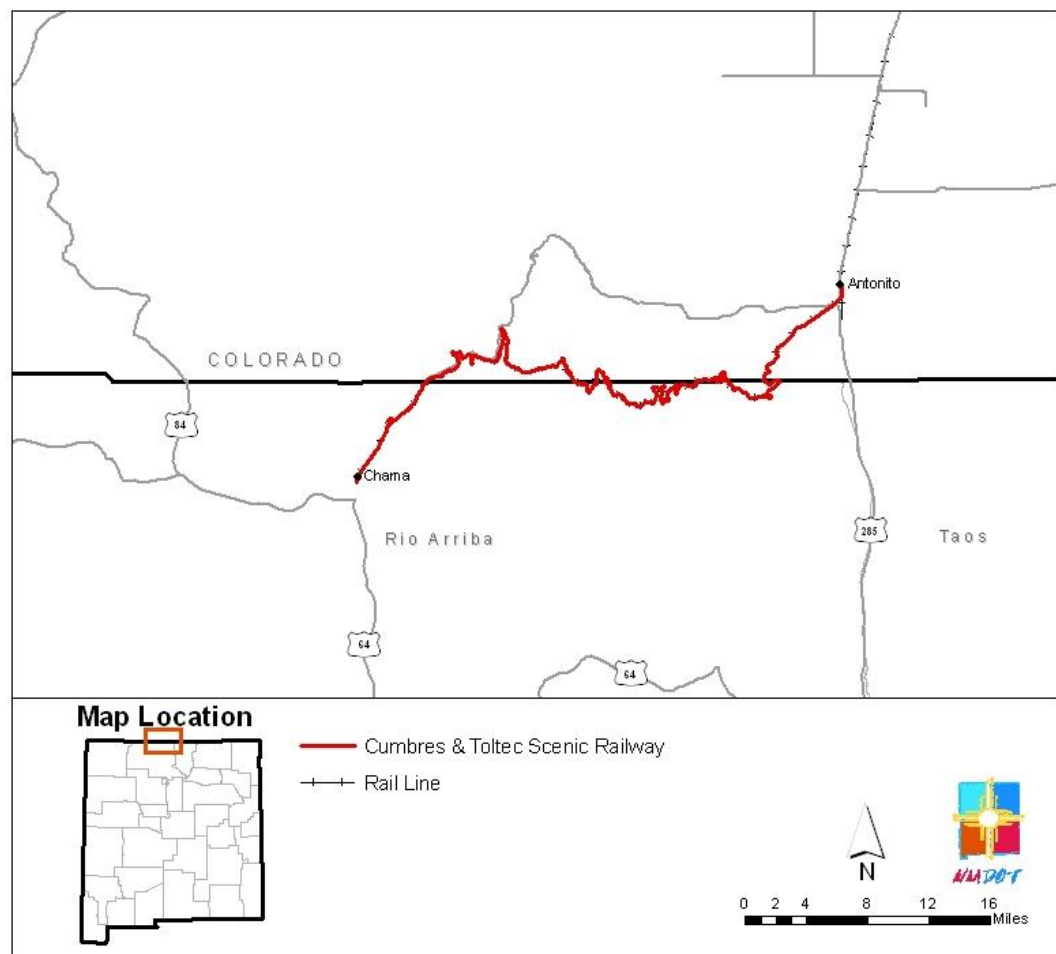 Antonito
COLORADO
84
Chama
Rio Arriba
285
Taos
64
64
Map Location
Cumbres & Toltec Scenic Railway
Rail Line
N
NMDOT
0 2 4 8 12 16
Miles